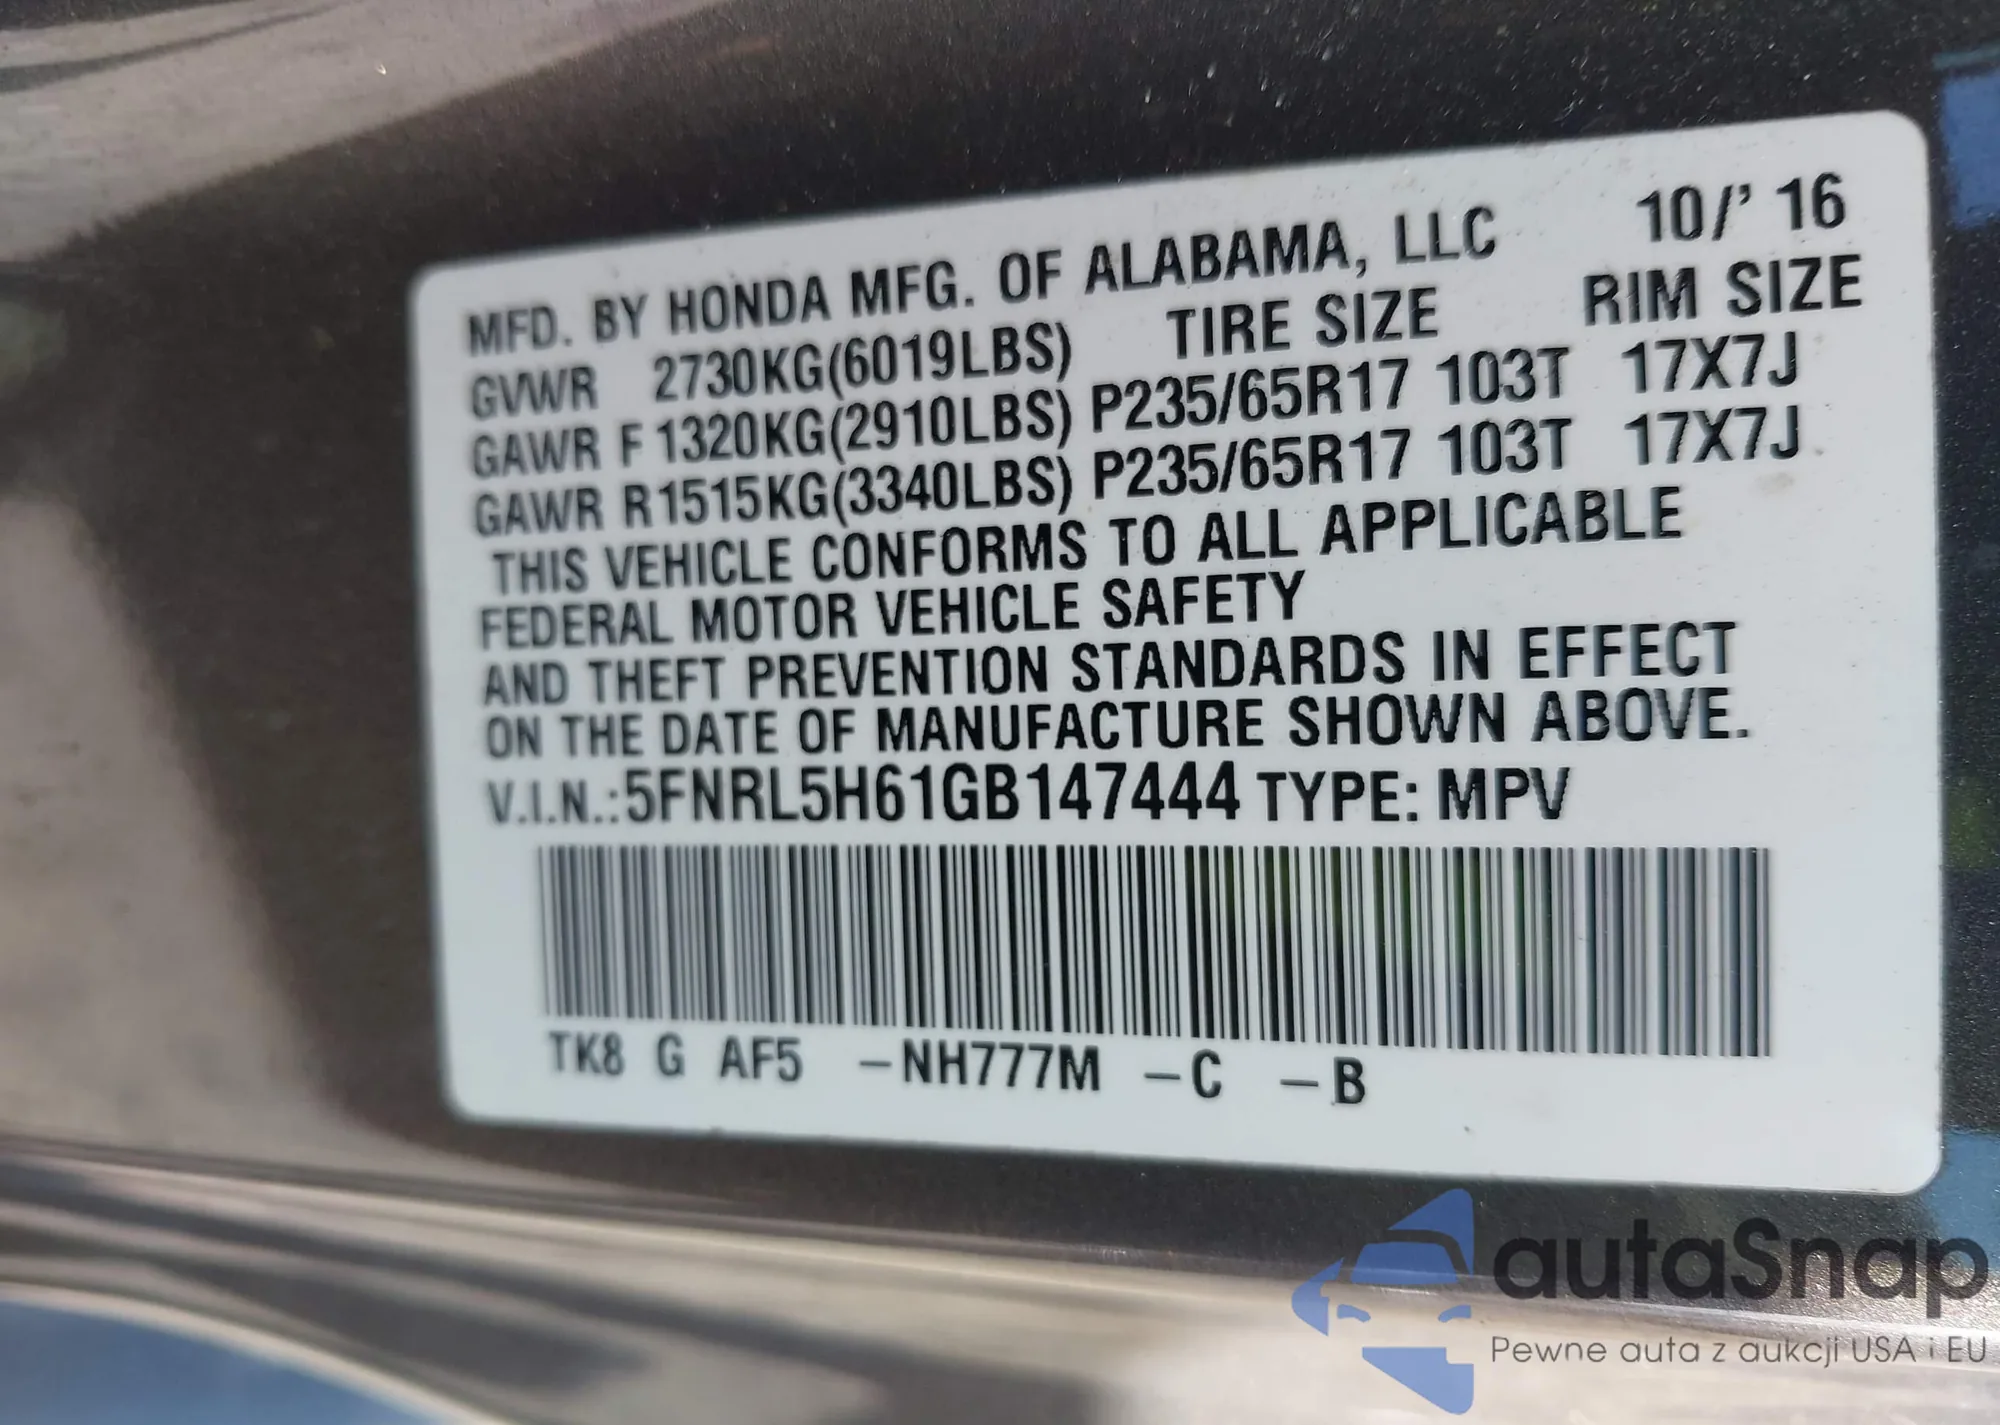 MFD. BY HONDA MFG. OF ALABAMA, LLC 10/' 16
GVWR 2730KG(6019LBS) TIRE SIZE RIM SIZE
GAWR F 1320KG(2910LBS) P235/65R17 103T 17X7J
GAWR R1515KG(3340LBS) P235/65R17 103T 17X7J
THIS VEHICLE CONFORMS TO ALL APPLICABLE
FEDERAL MOTOR VEHICLE SAFETY
AND THEFT PREVENTION STANDARDS IN EFFECT
ON THE DATE OF MANUFACTURE SHOWN ABOVE.
V.I.N.:5FNRL5H61GB147444 TYPE: MPV
TK8 G AF5 –NH777M –C –B
autaSnap
Pewne auta z aukcji USA i EU